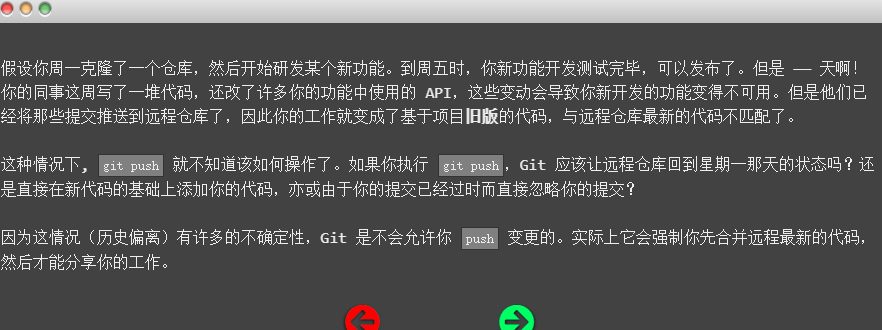 假设你周一克隆了一个仓库，然后开始研发某个新功能。到周五时，你新功能开发测试完毕，可以发布了。但是 —— 天啊！
你的同事这周写了一堆代码，还改了许多你的功能中使用的 API，这些变动会导致你新开发的功能变得不可用。但是他们已
经将那些提交推送到远程仓库了，因此你的工作就变成了基于项目旧版的代码，与远程仓库最新的代码不匹配了。
这种情况下, git push 就不知道该如何操作了。如果你执行 git push，Git 应该让远程仓库回到星期一那天的状态吗？还
是直接在新代码的基础上添加你的代码，亦或由于你的提交已经过时而直接忽略你的提交？
因为这情况（历史偏离）有许多的不确定性，Git 是不会允许你 push 变更的。实际上它会强制你先合并远程最新的代码，
然后才能分享你的工作。